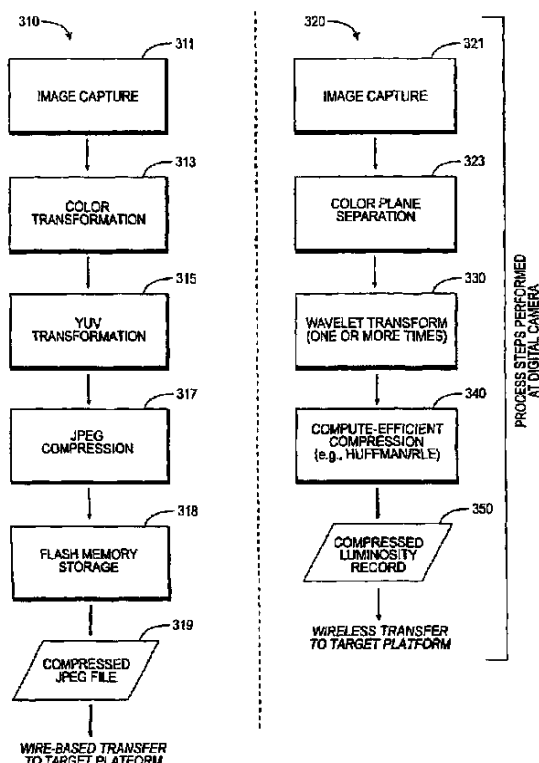 310
311
IMAGE CAPTURE
313
COLOR
TRANSFORMATION
315
YUV
TRANSFORMATION
317
JPEG
COMPRESSION
318
FLASH MEMORY
STORAGE
319
COMPRESSED
JPEG FILE
WIRE-BASED TRANSFER
TO TARGET PLATFORM
320
321
IMAGE CAPTURE
323
COLOR PLANE
SEPARATION
330
WAVELET TRANSFORM
(ONE OR MORE TIMES)
340
COMPUTE-EFFICIENT
COMPRESSION
(e.g., HUFFMAN/RLE)
350
COMPRESSED
LUMINOSITY
RECORD
WIRELESS TRANSFER
TO TARGET PLATFORM
PROCESS STEPS PERFORMED
AT DIGITAL CAMERA